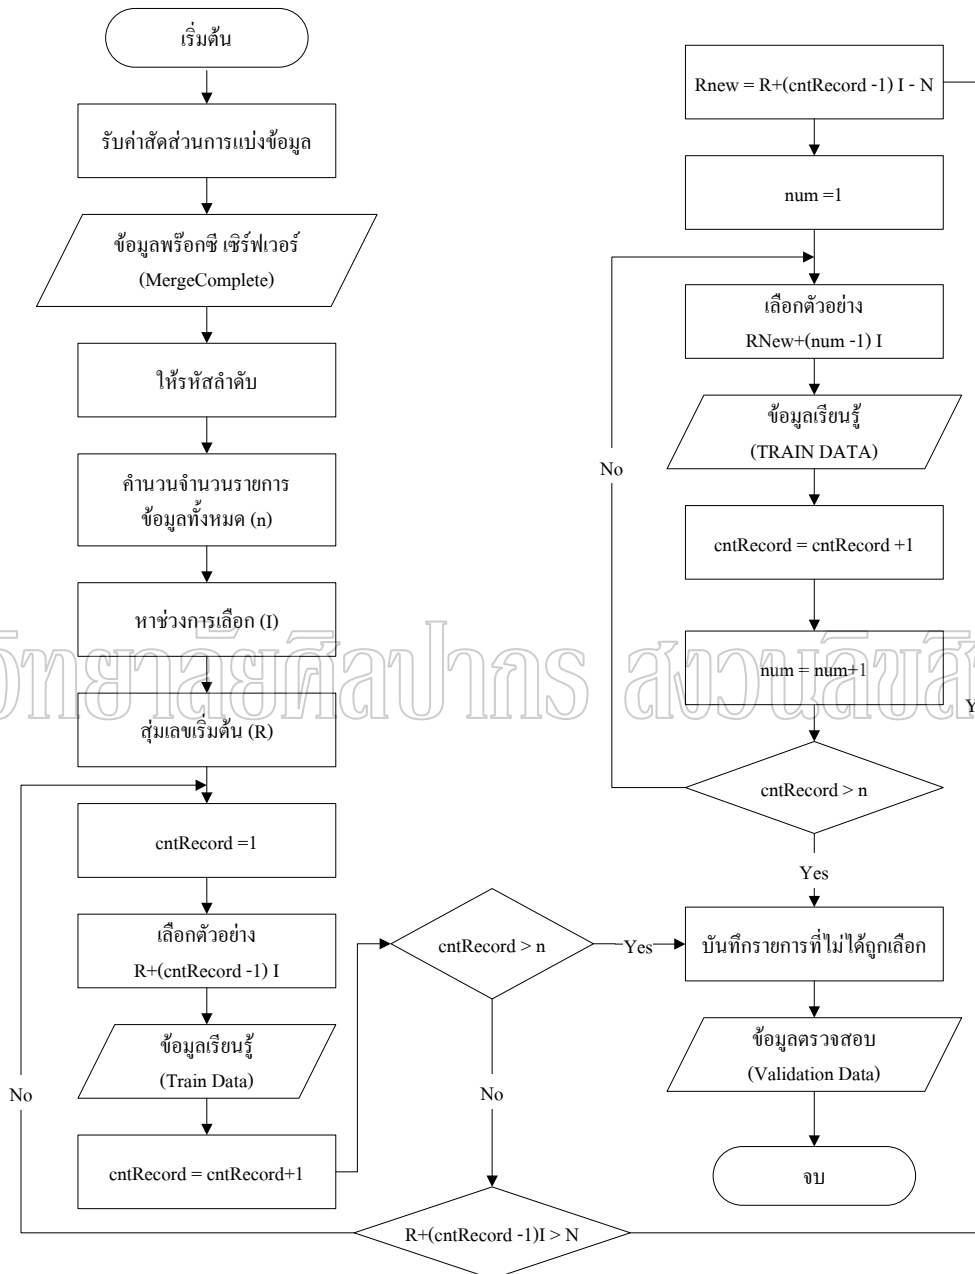 เริ่มต้น
รับค่าสัดส่วนการแบ่งข้อมูล
ข้อมูลพร๊อกซี เซิร์ฟเวอร์
(MergeComplete)
ให้รหัสลำดับ
คำนวนจำนวนรายการ
ข้อมูลทั้งหมด (n)
หาช่วงการเลือก (I)
สุ่มเลขเริ่มต้น (R)
cntRecord =1
เลือกตัวอย่าง
R+(cntRecord -1) I
ข้อมูลเรียนรู้
(Train Data)
No
cntRecord = cntRecord+1
cntRecord > n
Yes
No
R+(cntRecord -1)I > N
Y
Rnew = R+(cntRecord -1) I - N
num =1
เลือกตัวอย่าง
RNew+(num -1) I
ข้อมูลเรียนรู้
(TRAIN DATA)
No
cntRecord = cntRecord +1
num = num+1
cntRecord > n
Yes
บันทึกรายการที่ไม่ได้ถูกเลือก
ข้อมูลตรวจสอบ
(Validation Data)
จบ